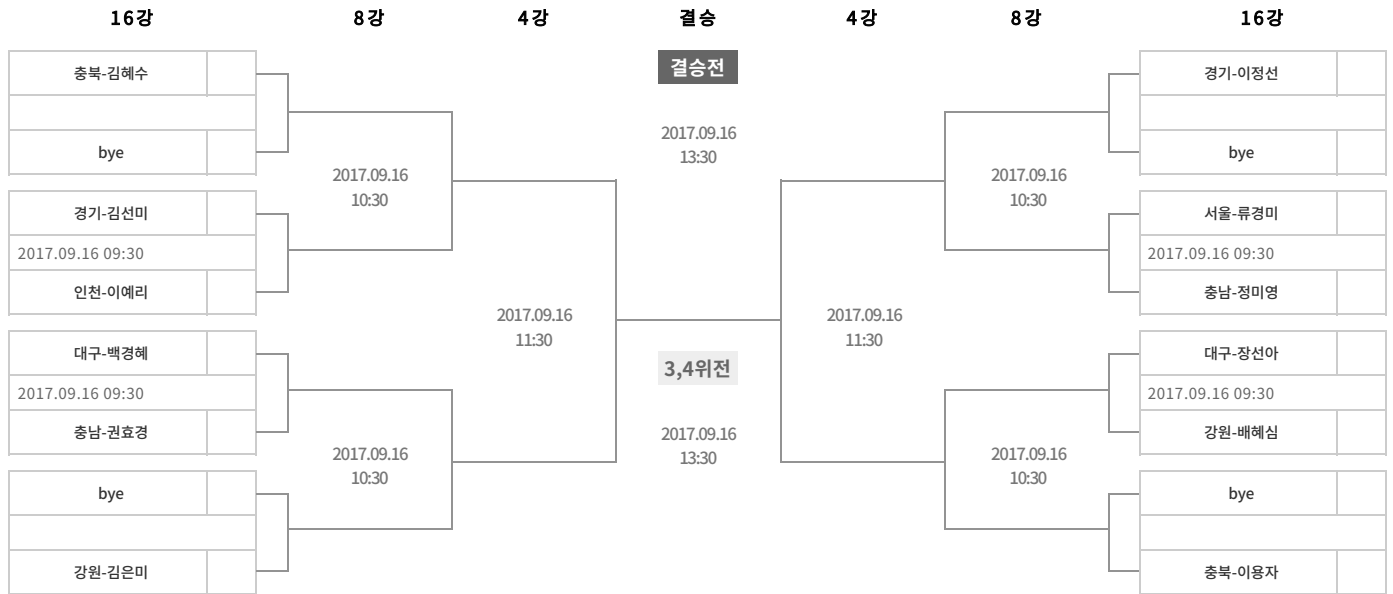 16강 8강 4강 결승 4강 8강 16강
충북-김혜수
bye
경기-김선미
2017.09.16 09:30
인천-이예리
대구-백경혜
2017.09.16 09:30
충남-권효경
bye
강원-김은미
2017.09.16
10:30
2017.09.16
10:30
2017.09.16
11:30
결승전
2017.09.16
13:30
3,4위전
2017.09.16
13:30
2017.09.16
11:30
2017.09.16
10:30
2017.09.16
10:30
경기-이정선
bye
서울-류경미
2017.09.16 09:30
충남-정미영
대구-장선아
2017.09.16 09:30
강원-배혜심
bye
충북-이용자